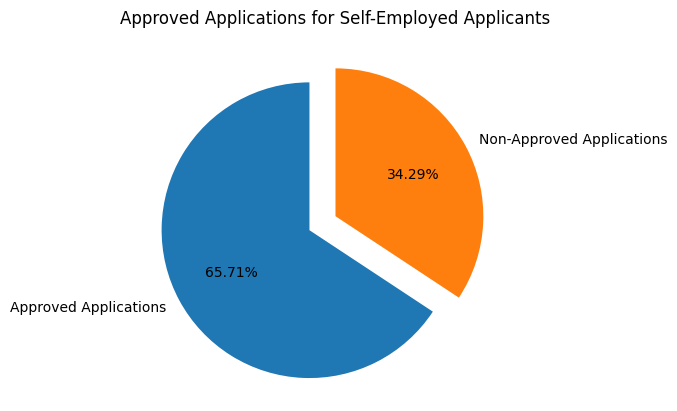 Approved Applications for Self-Employed Applicants
Non-Approved Applications
34.29%
65.71%
Approved Applications